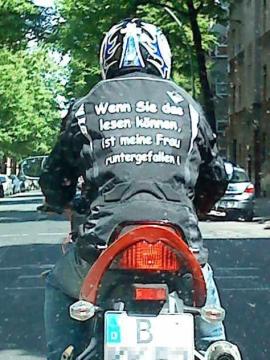 Wenn Sie das
lesen können,
ist meine Frau
runtergefallen!
D
B